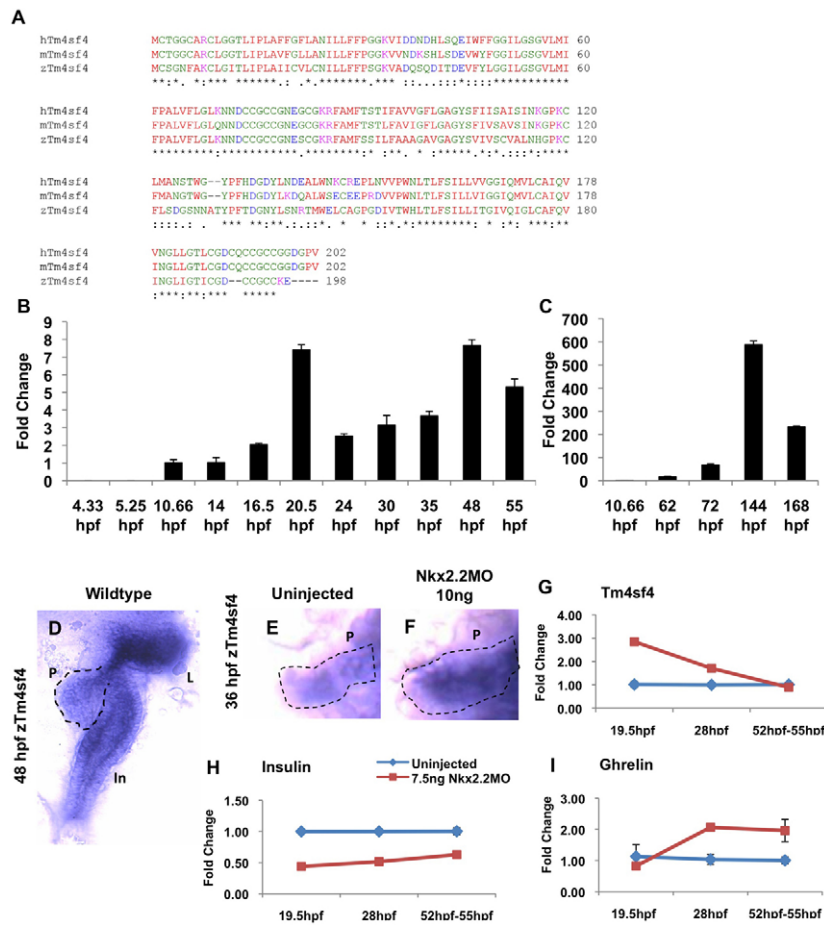 A
hTm4sf4 MCTGGCARCLGGTLIPLAFFGFLANILLFFPGGKVIDDNDHLSQEIWFFGGILGSGVLMI 60
mTm4sf4 MCTGGCARCLGGTLIPLAVFAVLANILLFFPGGKVVNDKSHLSDEVWYFGGILGSGVLMI 60
zTm4sf4 MCSGNFAKCLGITLIPLAIICVLCNILLFFPSGKVADQSQDITDEVFYLGGILGSGVLMI 60
FPALVFLGLKNNDCCGCCGNEGCGKRFAMFTSTIFAVVGFLGAGYSFIISAISINKGPKC 120
FPALVFLGLQNNDCCGCCGNEGCGKRFAMFTSTLFAVIGFLGAGYSFIVSAVSINKGPKC 120
FPALVFLGLKNNDCCGCCGNESCGKRFAMFSSILFAAAGAVGAGYSVIVSCVALNHGPKC 120
hTm4sf4 LMANSTWG--YPFHDGDYLNDEALWNKCREPLNVVPWNLTLFSILLVVGGIQMVLCAIQV 178
mTm4sf4 FMANGTWG--YPFHDGDYLKDQALWSECEEPRDVVPWNLTLFSILLVIGGIQMVLCAIQV 178
zTm4sf4 FLSDGSNNATYPFTDGNYLSNRTMWELCAGPGDIVTWHLTLFSILLITGIVQIGLCAFQV 180
hTm4sf4 VNGLLGTLCGDCQCCGCCGGDGPV 202
mTm4sf4 INGLLGTLCGDCQCCGCCGGDGPV 202
zTm4sf4 INGLIGTICGD--CCGCCKE---- 198
B
Fold Change
9
8
7
6
5
4
3
2
1
0
4.33 hpf
5.25 hpf
10.66 hpf
14 hpf
16.5 hpf
20.5 hpf
24 hpf
30 hpf
35 hpf
48 hpf
55 hpf
C
Fold Change
700
600
500
400
300
200
100
0
10.66 hpf
62 hpf
72 hpf
144 hpf
168 hpf
Wildtype
48 hpf zTm4sf4
D
P
L
In
Uninjected
36 hpf zTm4sf4
E
P
Nkx2.2MO
10ng
F
P
G
Tm4sf4
Fold Change
4.00
3.00
2.00
1.00
0.00
19.5hpf
28hpf
52hpf-55hpf
H
Insulin
Uninjected
7.5ng Nkx2.2MO
Fold Change
1.50
1.00
0.50
0.00
19.5hpf
28hpf
52hpf-55hpf
I
Ghrelin
Fold Change
3.00
2.00
1.00
0.00
19.5hpf
28hpf
52hpf-55hpf